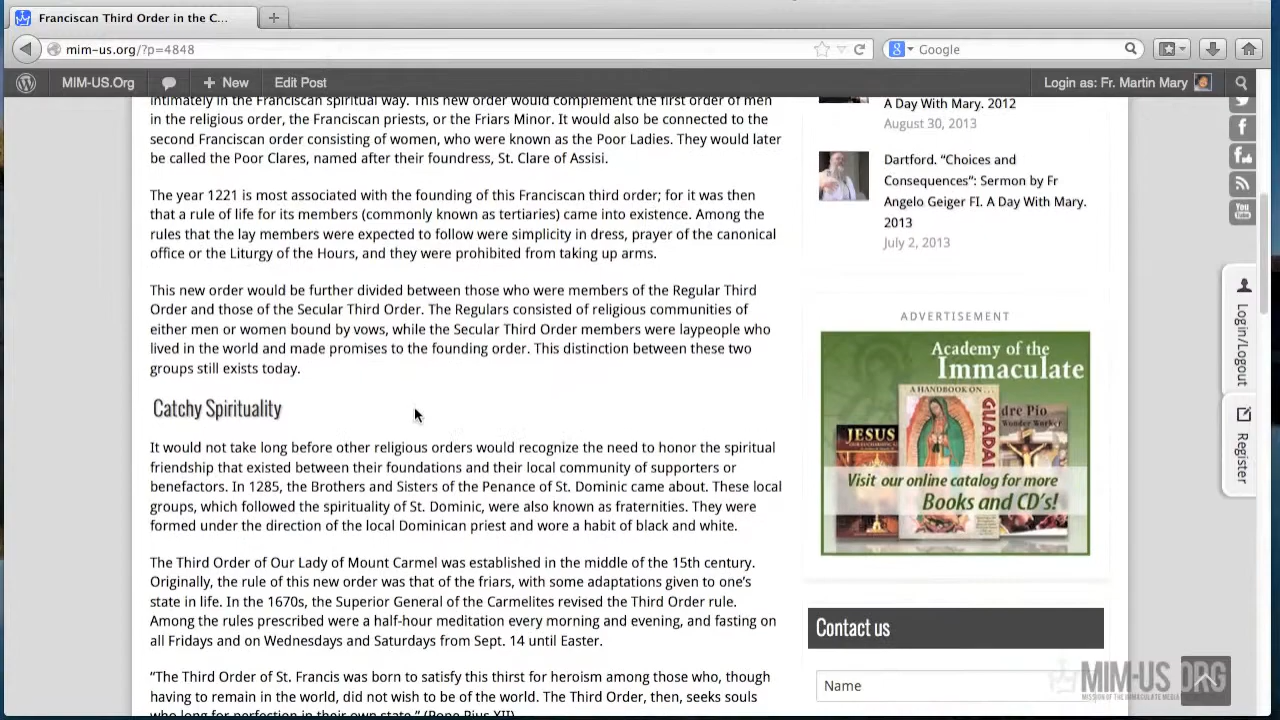 Franciscan Third Order in the C...
mim-us.org/?p=4848
Google
MIM-US.Org
New
Edit Post
Login as: Fr. Martin Mary
intimately in the Franciscan spiritual way. This new order would complement the first order of men
in the religious order, the Franciscan priests, or the Friars Minor. It would also be connected to the
second Franciscan order consisting of women, who were known as the Poor Ladies. They would later
be called the Poor Clares, named after their foundress, St. Clare of Assisi.
The year 1221 is most associated with the founding of this Franciscan third order; for it was then
that a rule of life for its members (commonly known as tertiaries) came into existence. Among the
rules that the lay members were expected to follow were simplicity in dress, prayer of the canonical
office or the Liturgy of the Hours, and they were prohibited from taking up arms.
This new order would be further divided between those who were members of the Regular Third
Order and those of the Secular Third Order. The Regulars consisted of religious communities of
either men or women bound by vows, while the Secular Third Order members were laypeople who
lived in the world and made promises to the founding order. This distinction between these two
groups still exists today.
Catchy Spirituality
It would not take long before other religious orders would recognize the need to honor the spiritual
friendship that existed between their foundations and their local community of supporters or
benefactors. In 1285, the Brothers and Sisters of the Penance of St. Dominic came about. These local
groups, which followed the spirituality of St. Dominic, were also known as fraternities. They were
formed under the direction of the local Dominican priest and wore a habit of black and white.
The Third Order of Our Lady of Mount Carmel was established in the middle of the 15th century.
Originally, the rule of this new order was that of the friars, with some adaptations given to one's
state in life. In the 1670s, the Superior General of the Carmelites revised the Third Order rule.
Among the rules prescribed were a half-hour meditation every morning and evening, and fasting on
all Fridays and on Wednesdays and Saturdays from Sept. 14 until Easter.
“The Third Order of St. Francis was born to satisfy this thirst for heroism among those who, though
having to remain in the world, did not wish to be of the world. The Third Order, then, seeks souls
who long for perfection in their own state.” (Pope Pius XII)
A Day With Mary. 2012
August 30, 2013
Dartford. “Choices and
Consequences“: Sermon by Fr
Angelo Geiger FI. A Day With Mary.
2013
July 2, 2013
ADVERTISEMENT
Academy of the
Immaculate
A HANDBOOK ON
GUAD
JESUS
dre Pio
Wonder Worker
Visit our online catalog for more
Books and CD's!
Contact us
Name
Login/Logout
Register
You
Tube
MIM-US.ORG
MISSION OF THE IMMACULATE MEDIA